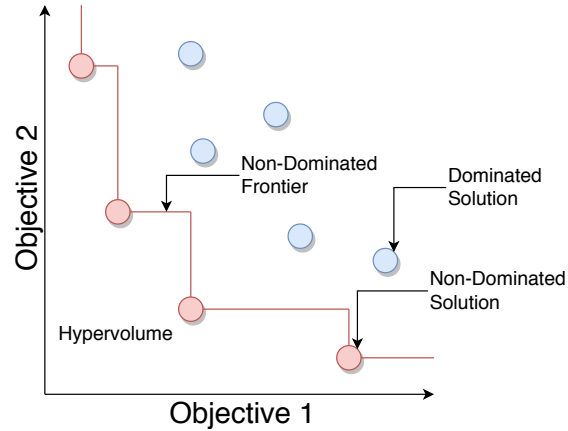 Objective 2
Non-Dominated
Frontier
Dominated
Solution
Non-Dominated
Solution
Hypervolume
Objective 1